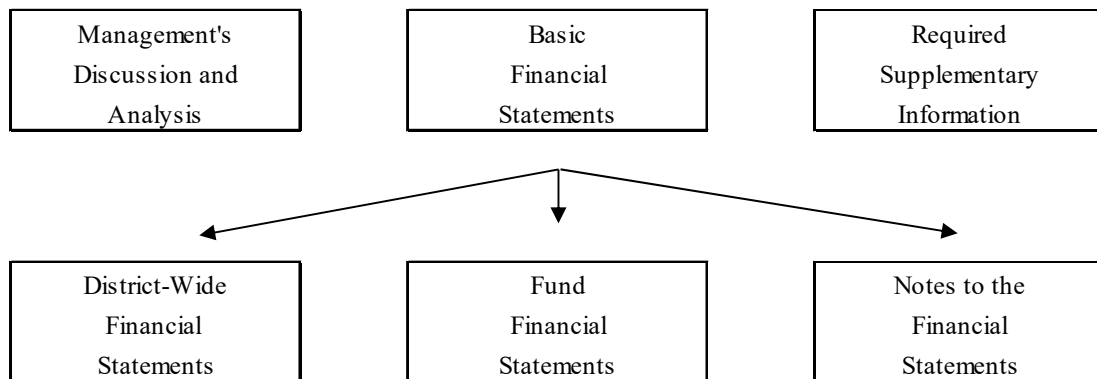 Management's
Discussion and
Analysis
Basic
Financial
Statements
Required
Supplementary
Information
District-Wide
Financial
Statements
Fund
Financial
Statements
Notes to the
Financial
Statements